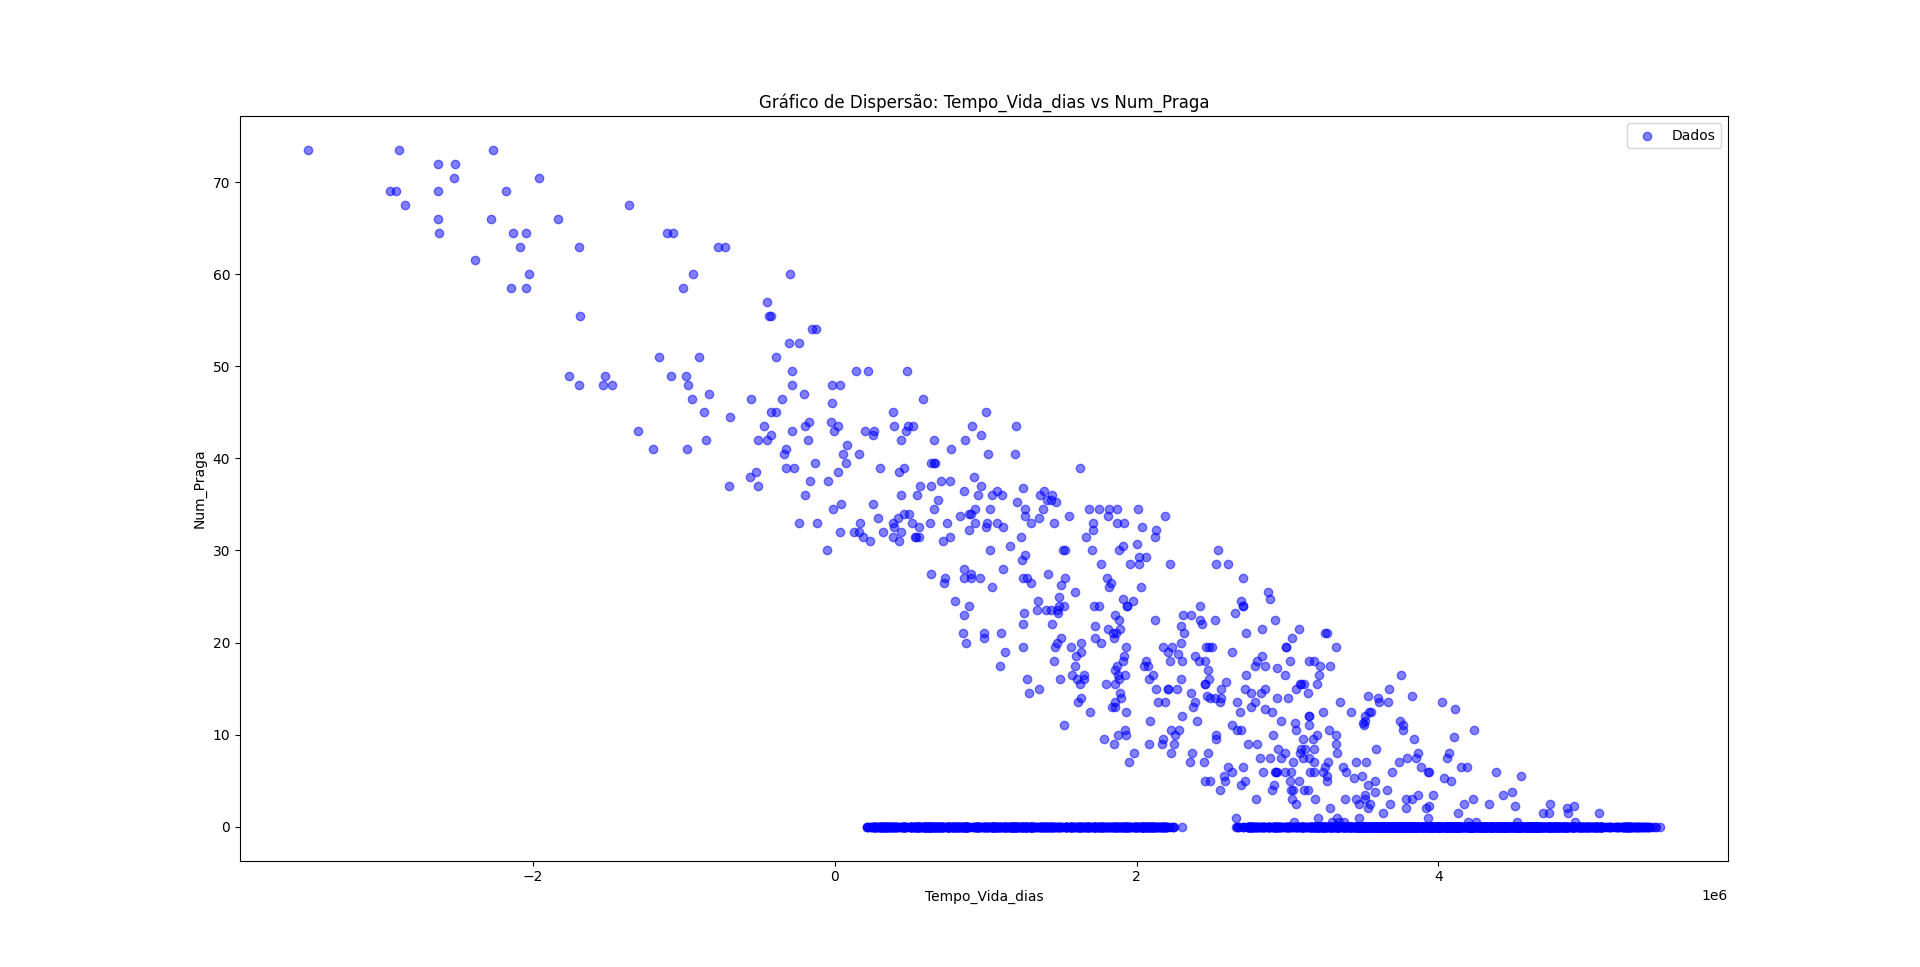 Gráfico de Dispersão: Tempo_Vida_dias vs Num_Praga
Dados
70
60
50
40
30
20
10
0
Num_Praga
−2
0
2
4
1e6
Tempo_Vida_dias